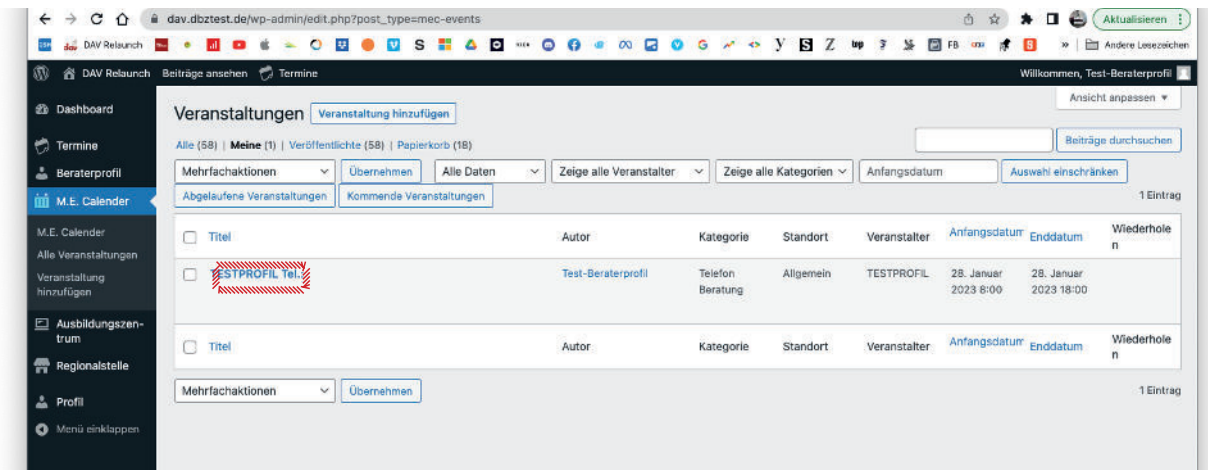 dav.dbztest.de/wp-admin/edit.php?post_type=mec-events Aktualisieren
DAV Relaunch FB » Andere Lesezeichen
DAV Relaunch Beiträge ansehen Termine Willkommen, Test-Beraterprofil
Ansicht anpassen
Dashboard
Termine
Beraterprofil
M.E. Calender
M.E. Calender
Alle Veranstaltungen
Veranstaltung
hinzufügen
Ausbildungszen-
trum
Regionalstelle
Profil
Menü einklappen
Veranstaltungen Veranstaltung hinzufügen
Alle (58) | Meine (1) | Veröffentlichte (58) | Papierkorb (18) Beiträge durchsuchen
Mehrfachaktionen Übernehmen Alle Daten Zeige alle Veranstalter Zeige alle Kategorien Anfangsdatum Auswahl einschränken
Abgelaufene Veranstaltungen Kommende Veranstaltungen 1 Eintrag
Titel Autor Kategorie Standort Veranstalter Anfangsdatum Enddatum Wiederhole
n
TESTPROFIL Tel.: Test-Beraterprofil Telefon Allgemein TESTPROFIL 28. Januar 28. Januar
Beratung 2023 8:00 2023 18:00
Titel Autor Kategorie Standort Veranstalter Anfangsdatum Enddatum Wiederhole
n
Mehrfachaktionen Übernehmen 1 Eintrag